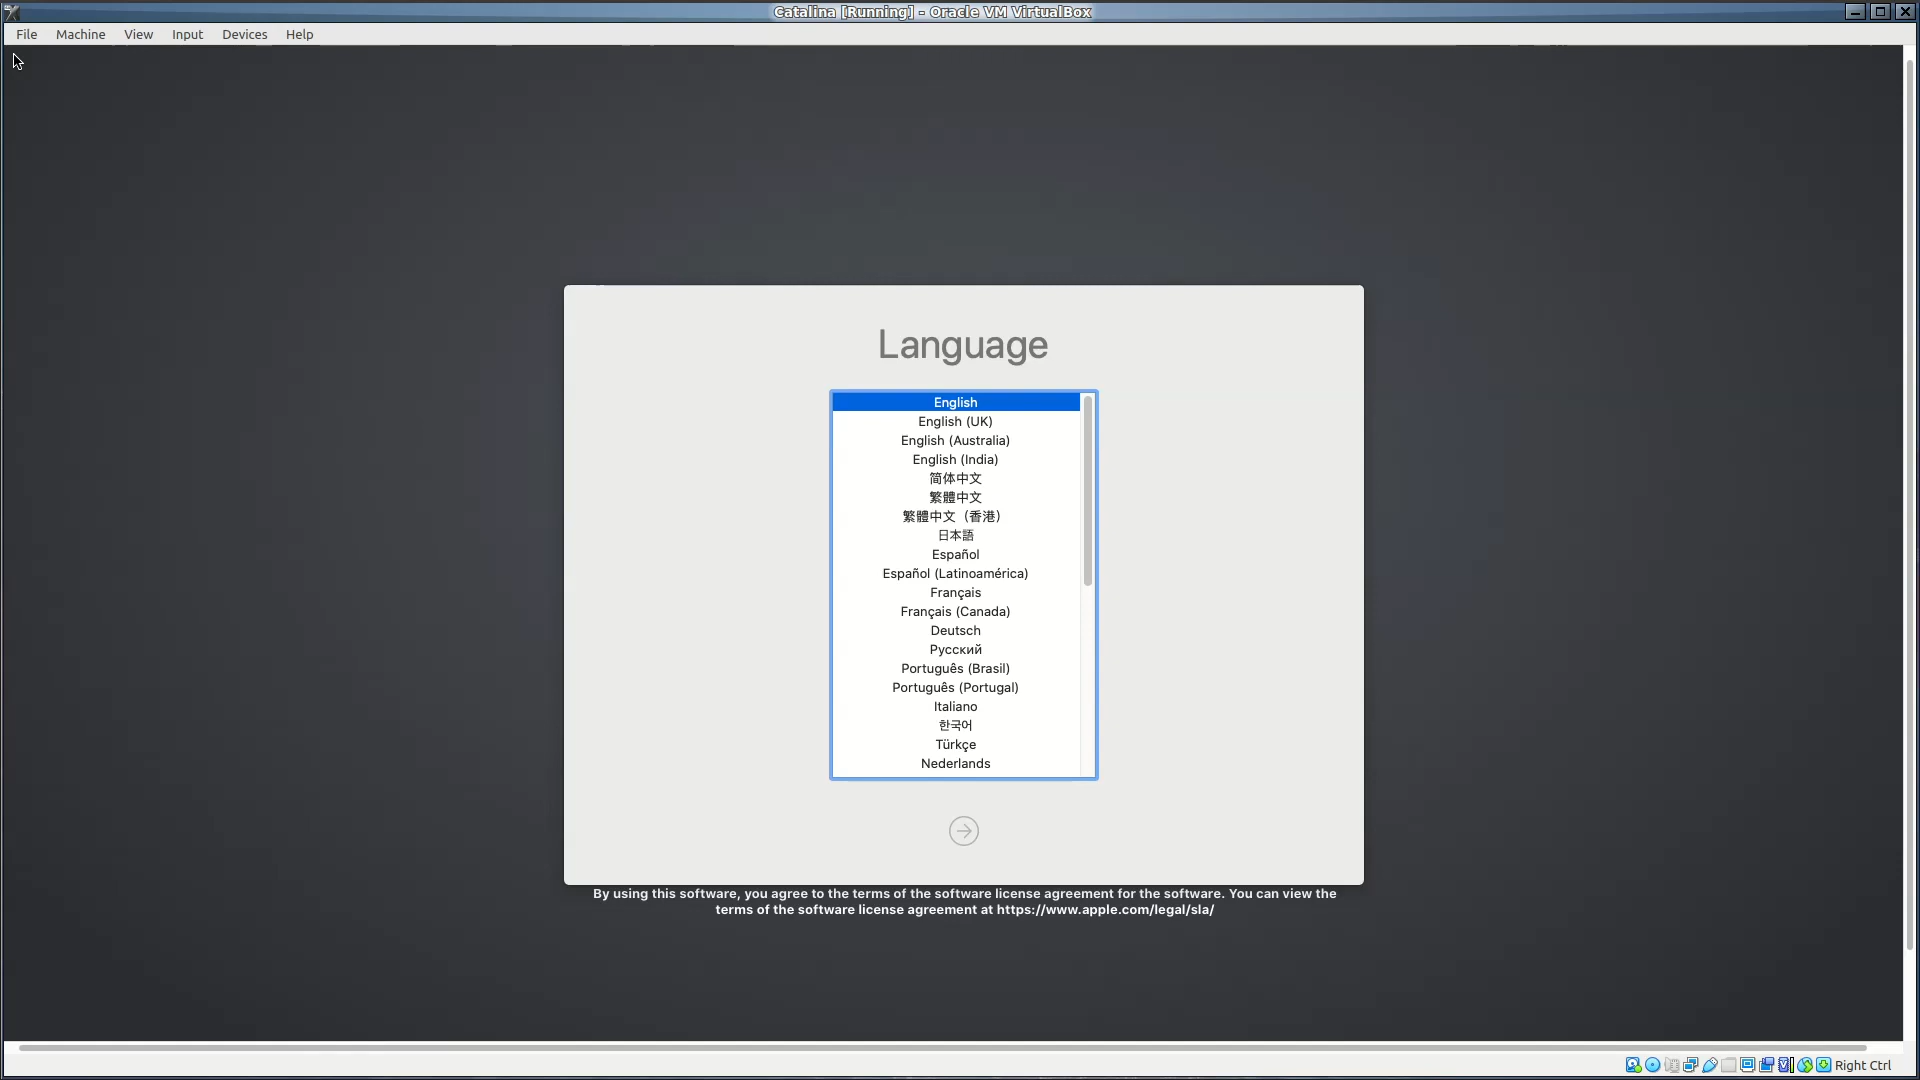 Catalina [Running] - Oracle VM VirtualBox
File Machine View Input Devices Help
Language
English
English (UK)
English (Australia)
English (India)
简体中文
繁體中文
繁體中文（香港）
日本語
Español
Español (Latinoamérica)
Français
Français (Canada)
Deutsch
Русский
Português (Brasil)
Português (Portugal)
Italiano
한국어
Türkçe
Nederlands
By using this software, you agree to the terms of the software license agreement for the software. You can view the
terms of the software license agreement at https://www.apple.com/legal/sla/
Right Ctrl